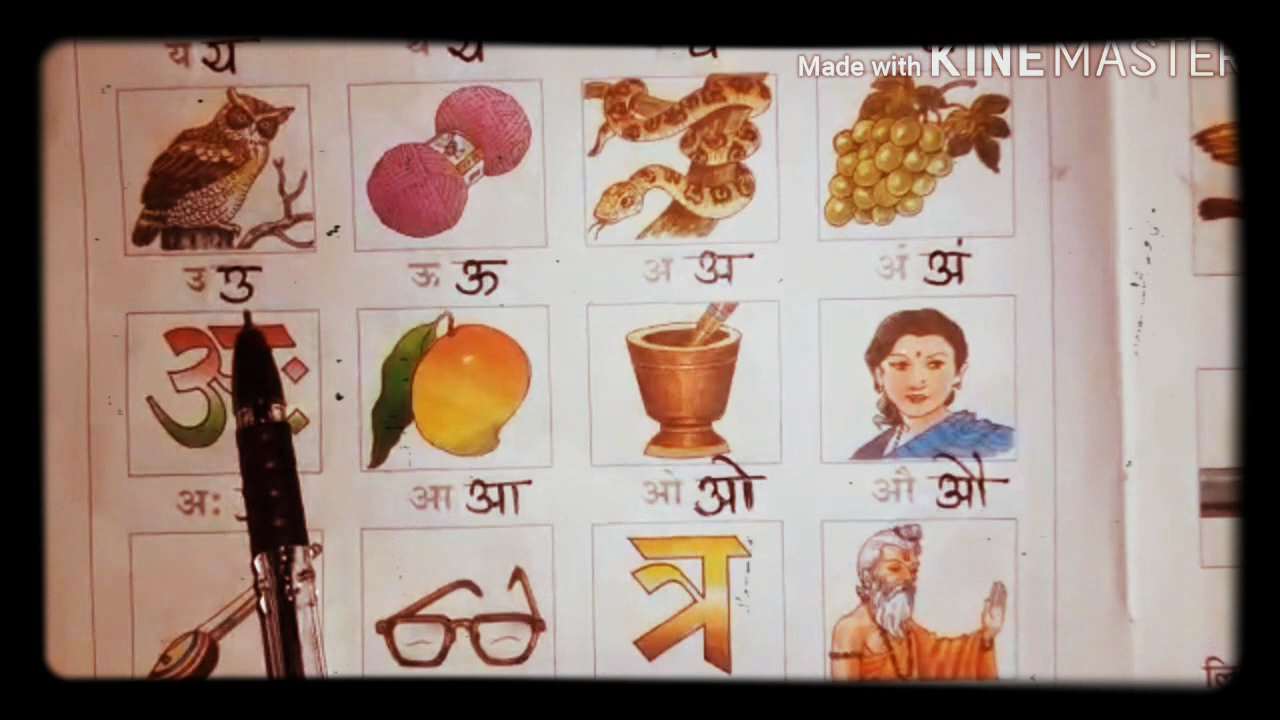 Made with KINEMASTER
य य
उ उ ऊ ऊ अ अ अं अं
अः
अः आ आ ओ ओ औ औ
त्र